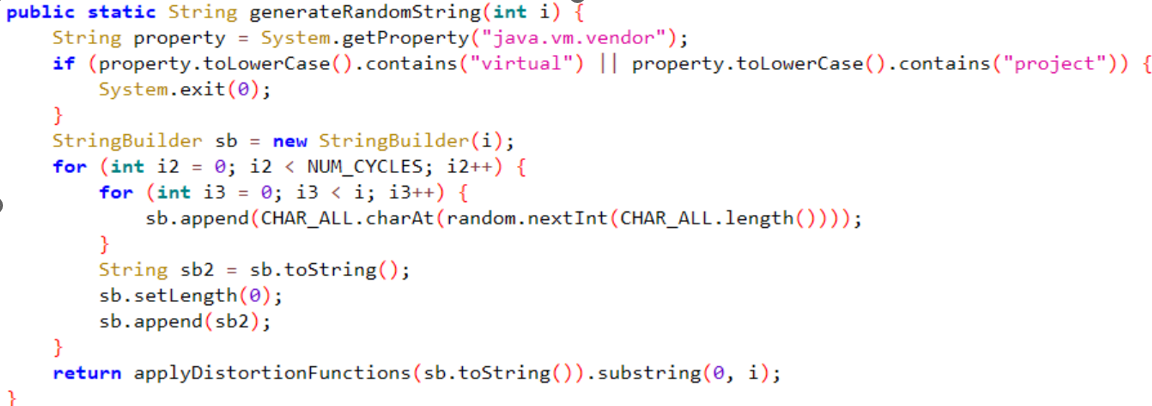 public static String generateRandomString(int i) {
    String property = System.getProperty("java.vm.vendor");
    if (property.toLowerCase().contains("virtual") || property.toLowerCase().contains("project")) {
        System.exit(0);
    }
    StringBuilder sb = new StringBuilder(i);
    for (int i2 = 0; i2 < NUM_CYCLES; i2++) {
        for (int i3 = 0; i3 < i; i3++) {
            sb.append(CHAR_ALL.charAt(random.nextInt(CHAR_ALL.length())));
        }
        String sb2 = sb.toString();
        sb.setLength(0);
        sb.append(sb2);
    }
    return applyDistortionFunctions(sb.toString()).substring(0, i);
}